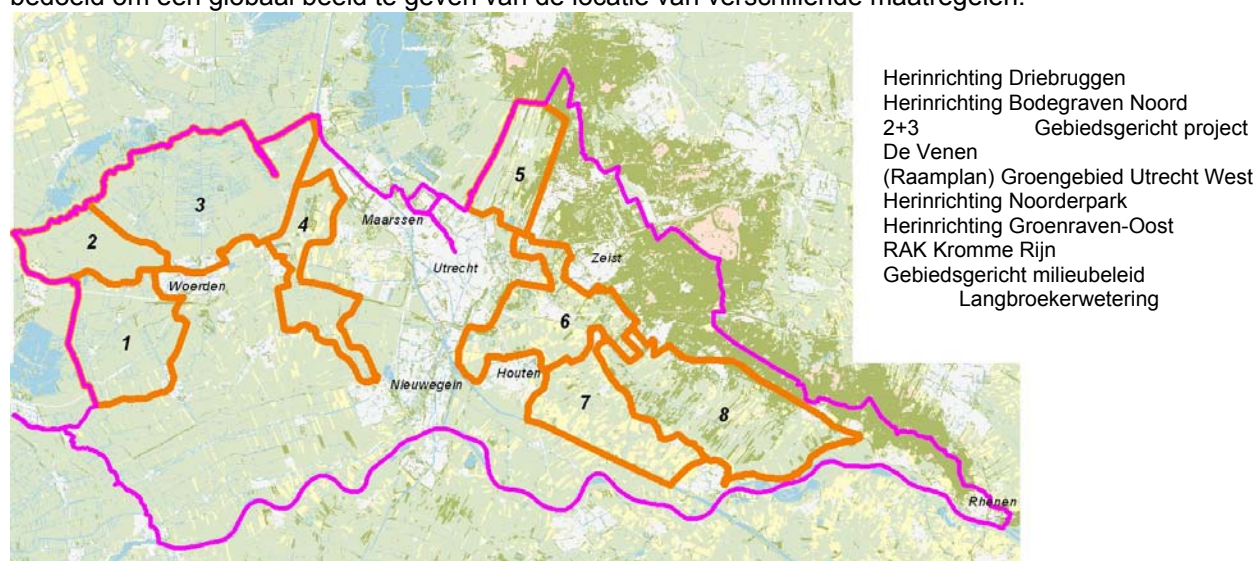 bedoeld om een globaal beeld te geven van de locatie van verschillende maatregelen.
Herinrichting Driebruggen
Herinrichting Bodegraven Noord
2+3 Gebiedsgericht project
De Venen
(Raamplan) Groengebied Utrecht West
Herinrichting Noorderpark
Herinrichting Groenraven-Oost
RAK Kromme Rijn
Gebiedsgericht milieubeleid
Langbroekerwetering
5
3
4
Maarssen
2
Utrecht
Zeist
Woerden
6
1
Nieuwegein
Houten
7
8
Rhenen